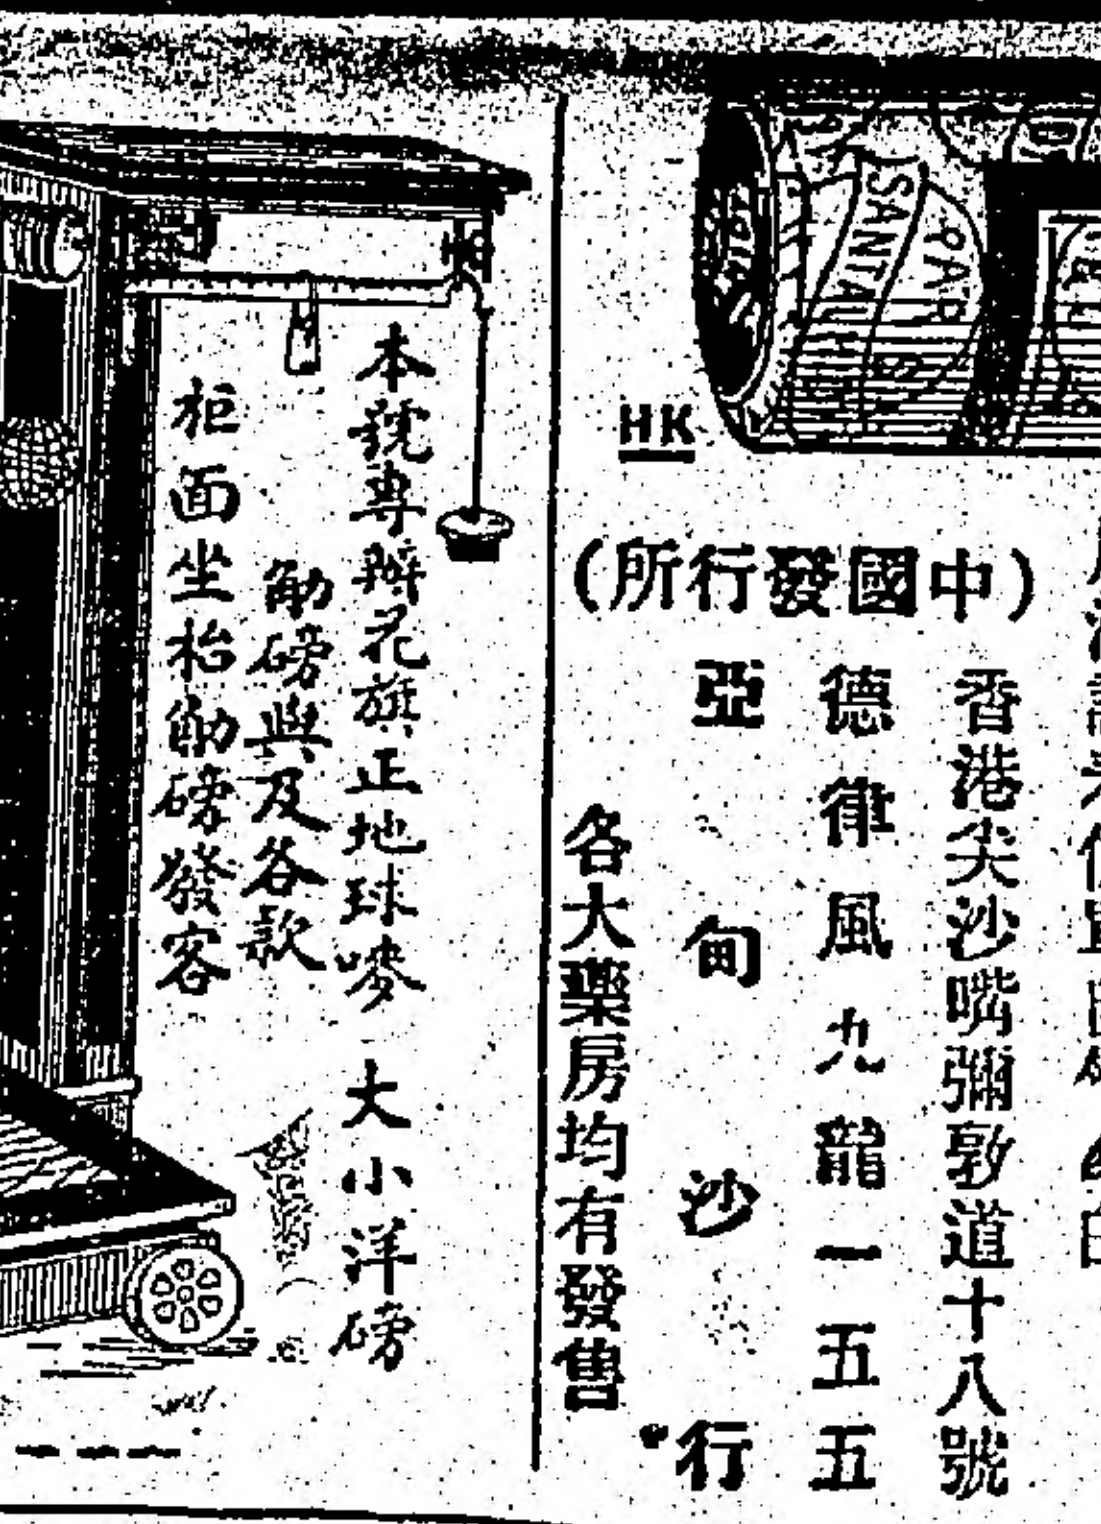 SANTAL
HK
(中國發行所)
香港尖沙嘴彌敦道十八號
德律風九龍一五五
亞甸沙行
各大藥房均有發售
本號專辦花旗正地球嘜
大小洋磅
劥磅與及各款
柜面坐枱劥磅發客